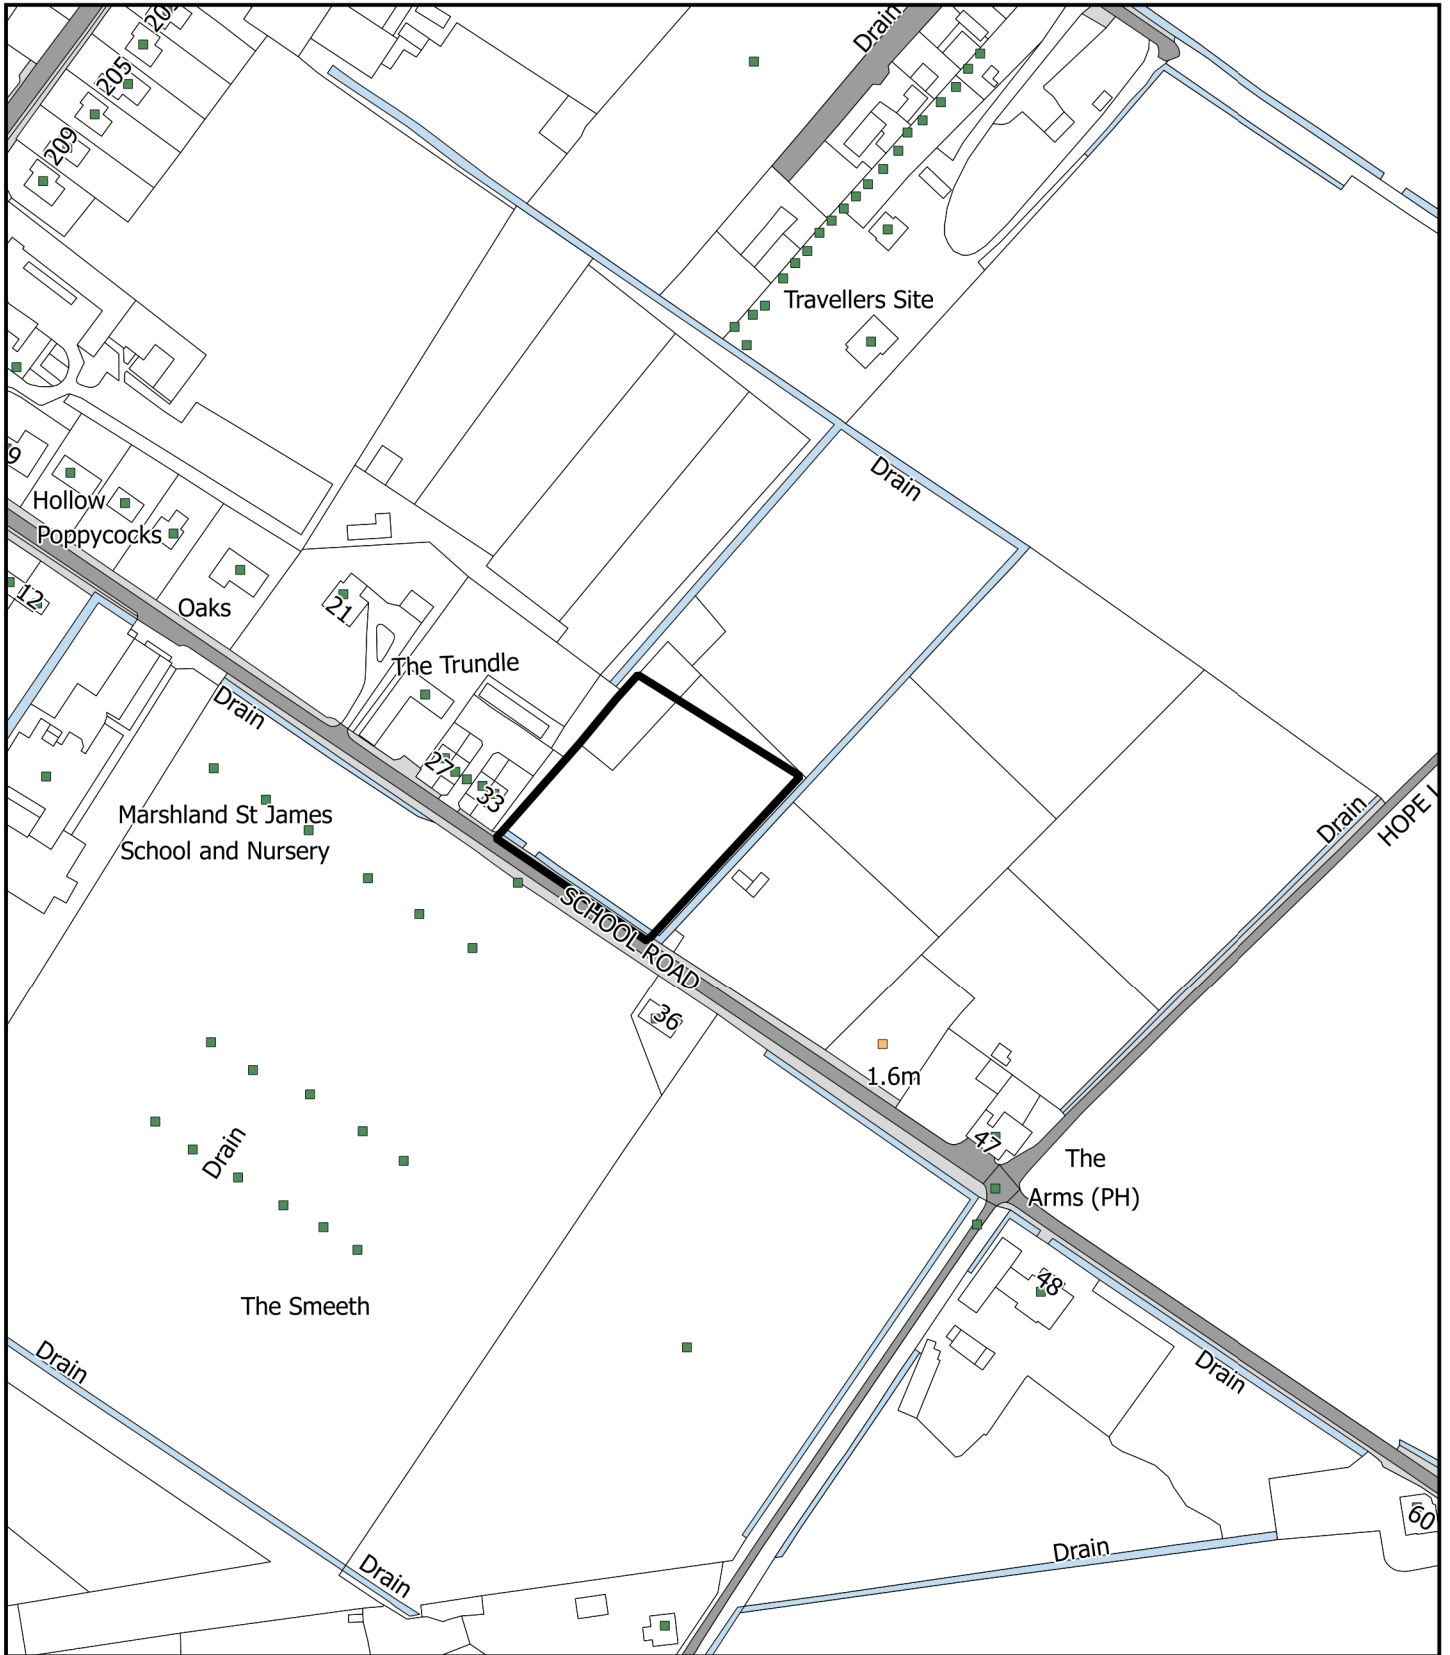 203
Drain
205
209
Travellers Site
9
Drain
Hollow
Poppycocks
12
Oaks
21
The Trundle
Drain
27
33
Marshland St James
School and Nursery
Drain
HOPE L
SCHOOL ROAD
36
1.6m
47
Drain
The
Arms (PH)
48
The Smeeth
Drain
Drain
60
Drain
Drain